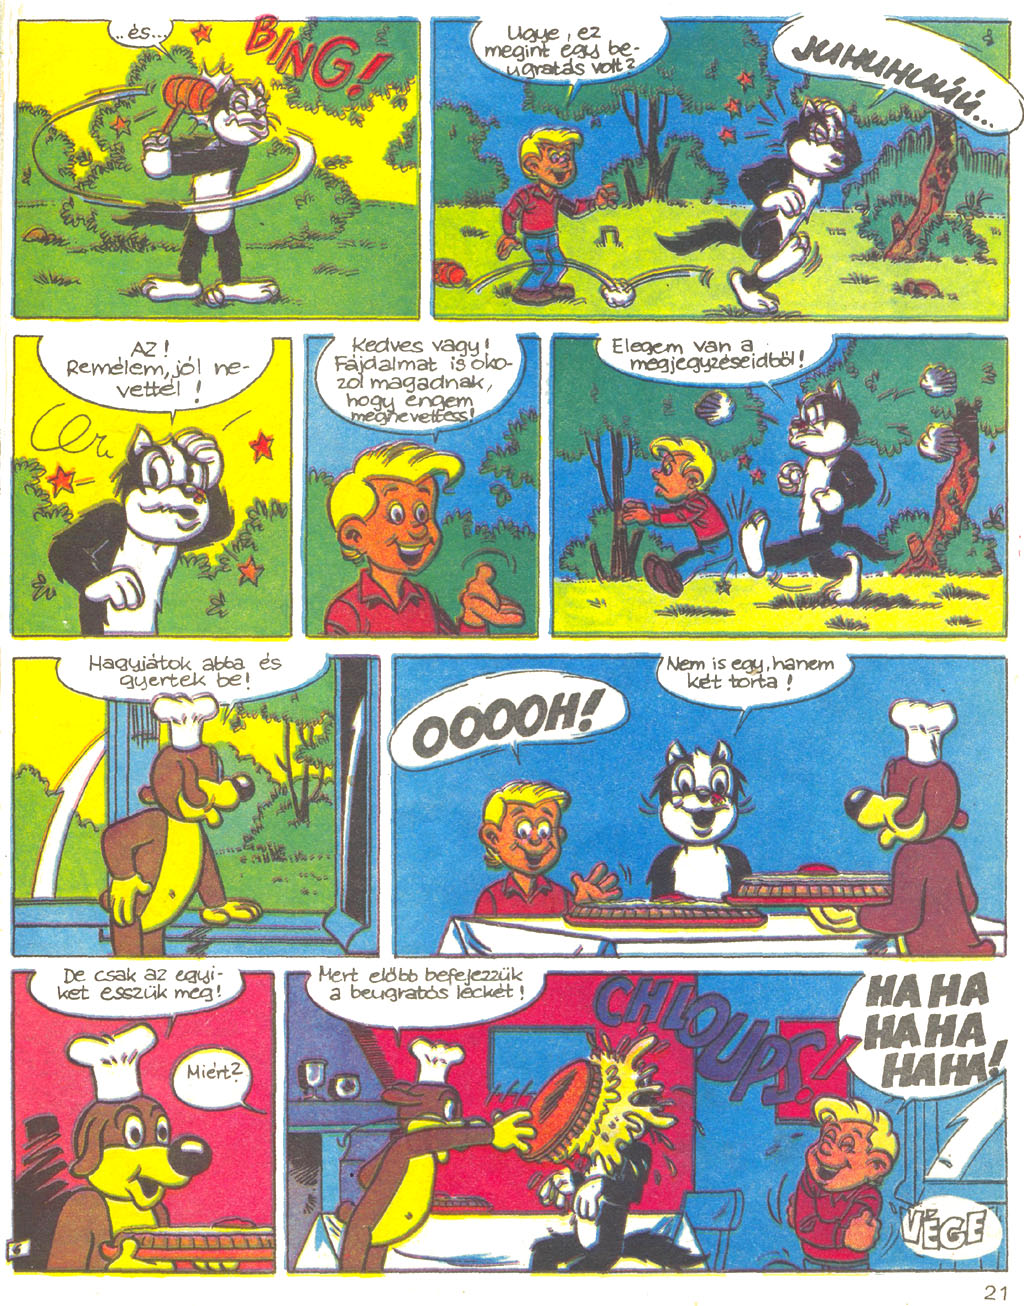 ..és...
BING!
Ugye, ez
megint egy be-
ugratás volt?
JUHUHUÚÚ...
AZ!
Remélem, jól ne-
vettél!
Kedves vagy!
Fájdalmat is oko-
zol magadnak,
hogy engem
megnevettess!
Elegem van a
megjegyzéseidből!
Hagyjátok abba és
gyertek be!
OOOOH!
Nem is egy, hanem
két torta!
De csak az egyi-
ket esszük meg!
Miért?
Mert előbb befejezzük
a beugratós leckét!
CHLOUPS!!
HA HA
HA HA
HA HA!
VÉGE
6
21